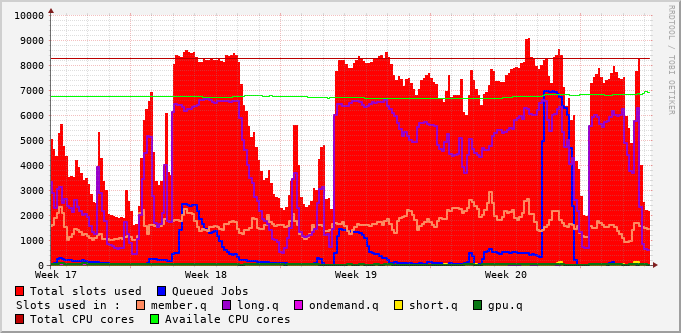 10000
9000
8000
7000
6000
5000
4000
3000
2000
1000
0
Week 17 Week 18 Week 19 Week 20
RRDTOOL / TOBI OETIKER
Total slots used Queued Jobs
Slots used in : member.q long.q ondemand.q short.q gpu.q
Total CPU cores Availale CPU cores